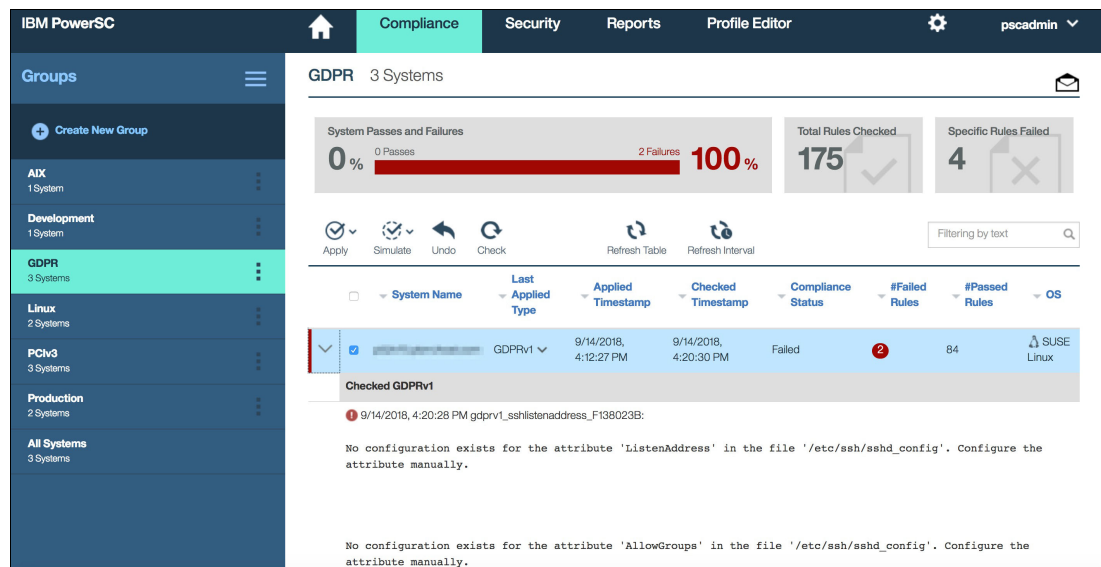 IBM PowerSC
Compliance
Security
Reports
Profile Editor
pscadmin
Groups
Create New Group
AIX
1 System
Development
1 System
GDPR
3 Systems
Linux
2 Systems
PCIv3
3 Systems
Production
2 Systems
All Systems
3 Systems
GDPR 3 Systems
System Passes and Failures
0 %
0 Passes
2 Failures
100 %
Total Rules Checked
175
Specific Rules Failed
4
Apply
Simulate
Undo
Check
Refresh Table
Refresh Interval
Filtering by text
System Name
Last
Applied
Type
Applied
Timestamp
Checked
Timestamp
Compliance
Status
#Failed
Rules
#Passed
Rules
OS
GDPRv1
9/14/2018,
4:12:27 PM
9/14/2018,
4:20:30 PM
Failed
2
84
SUSE
Linux
Checked GDPRv1
9/14/2018, 4:20:28 PM gdprv1_sshlistenaddress_F138023B:
No configuration exists for the attribute 'ListenAddress' in the file '/etc/ssh/sshd_config'. Configure the
attribute manually.
No configuration exists for the attribute 'AllowGroups' in the file '/etc/ssh/sshd_config'. Configure the
attribute manually.